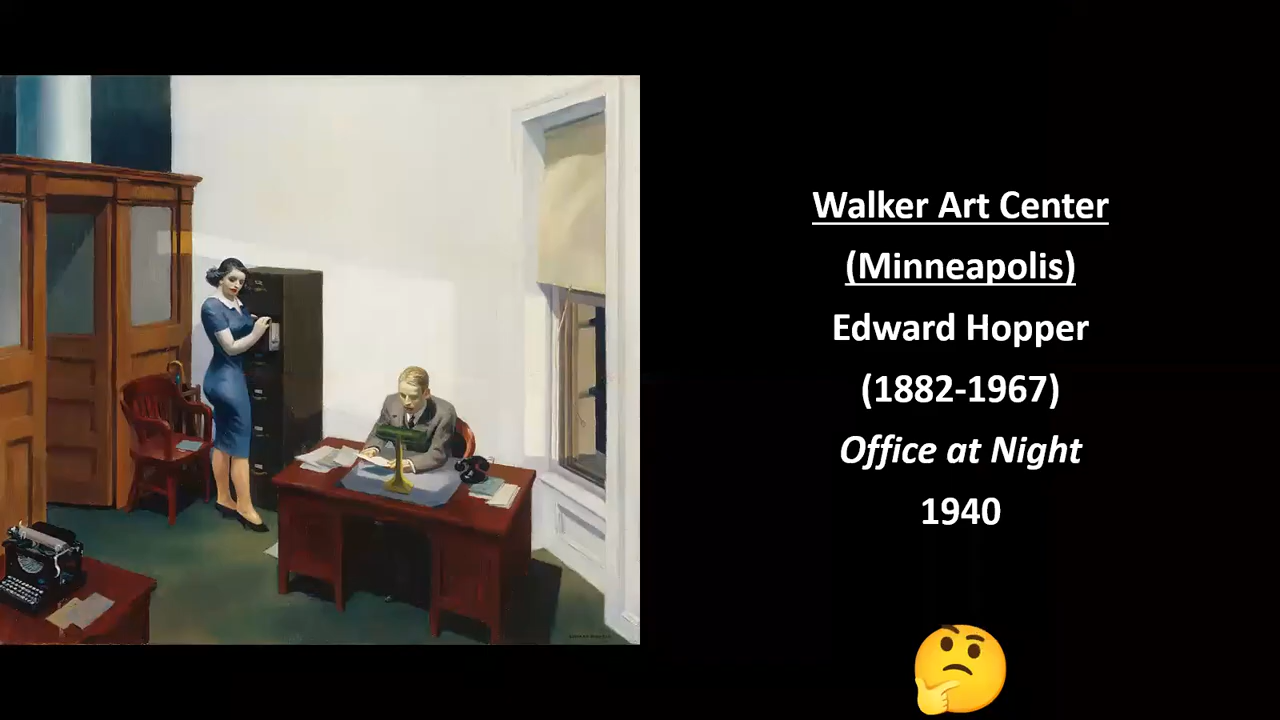 Walker Art Center
(Minneapolis)
Edward Hopper
(1882-1967)
Office at Night
1940